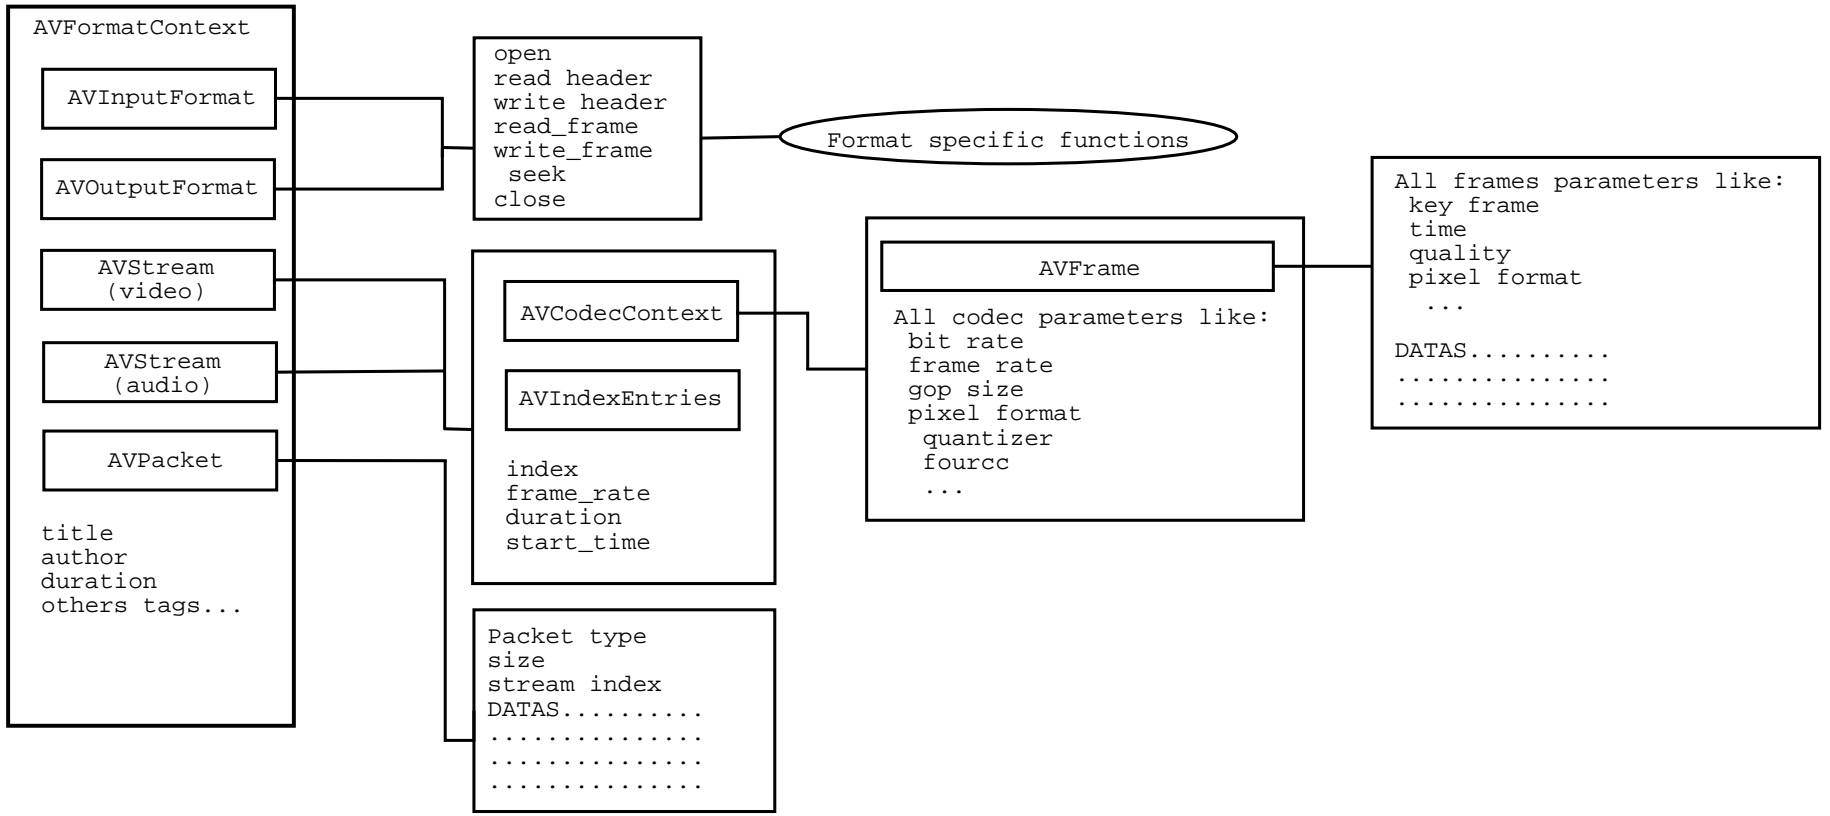 AVFormatContext
AVInputFormat
AVOutputFormat
AVStream
(video)
AVStream
(audio)
AVPacket
title
author
duration
others tags...
open
read header
write header
read_frame
write_frame
seek
close
Format specific functions
AVCodecContext
AVIndexEntries
index
frame_rate
duration
start_time
Packet type
size
stream index
DATAS..........
...............
...............
...............
AVFrame
All codec parameters like:
bit rate
frame rate
gop size
pixel format
quantizer
fourcc
...
All frames parameters like:
key frame
time
quality
pixel format
...
DATAS..........
...............
...............